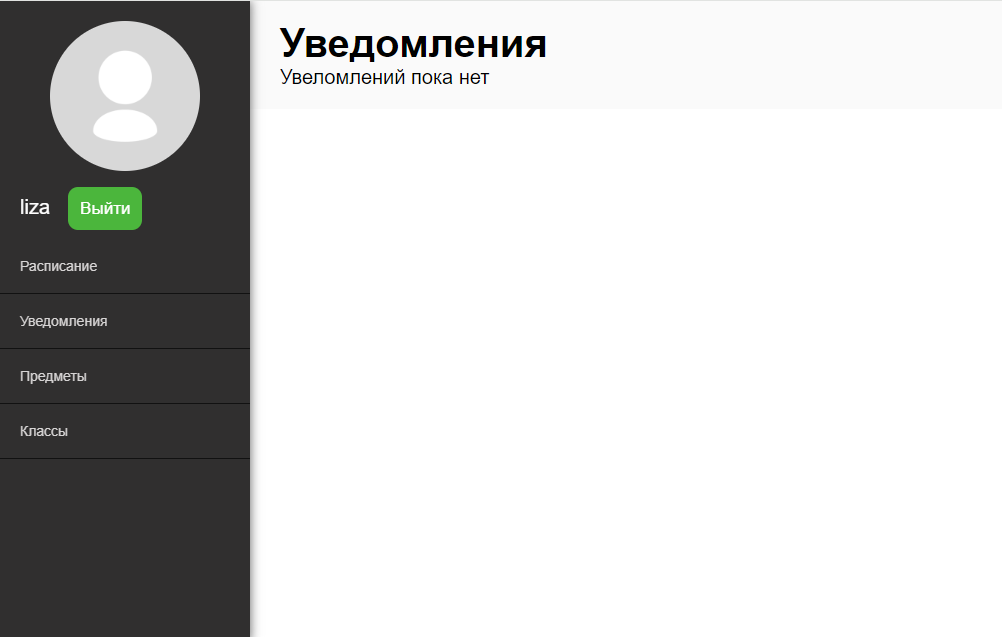 liza
Выйти
Расписание
Уведомления
Предметы
Классы
Уведомления
Увеломлений пока нет